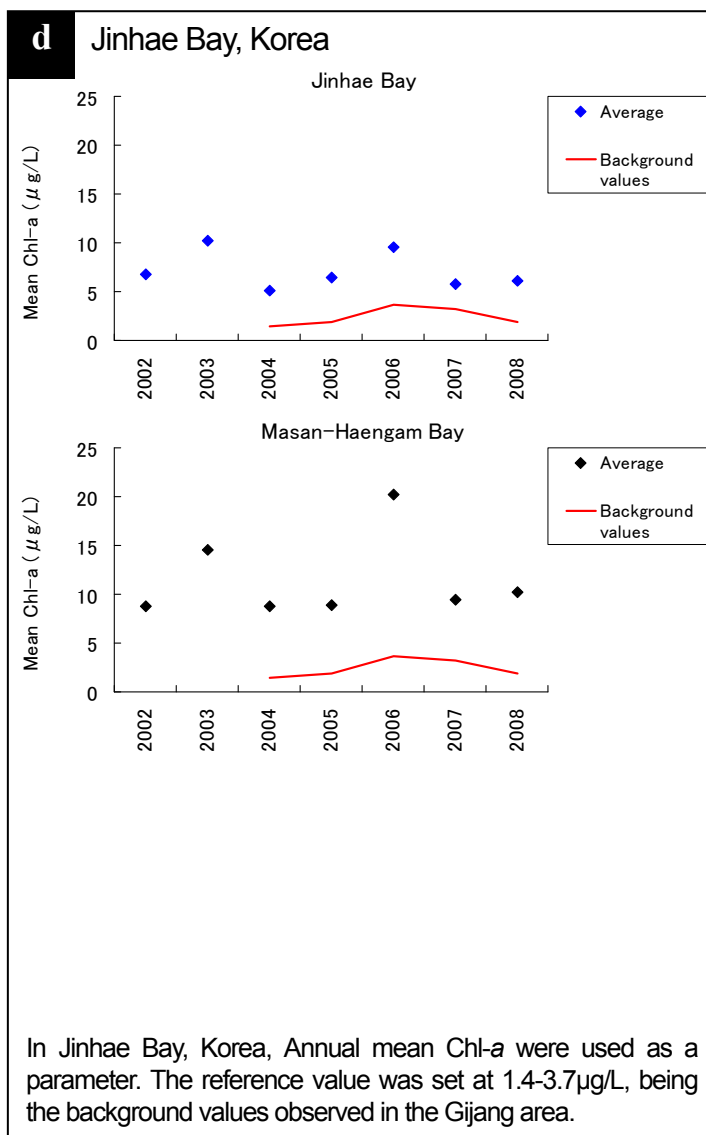 d Jinhae Bay, Korea
Jinhae Bay
Mean Chl-a (μg/L)
25
20
15
10
5
0
2002
2003
2004
2005
2006
2007
2008
Average
Background
values
Masan-Haengam Bay
Mean Chl-a (μg/L)
25
20
15
10
5
0
2002
2003
2004
2005
2006
2007
2008
Average
Background
values
In Jinhae Bay, Korea, Annual mean Chl-a were used as a
parameter. The reference value was set at 1.4-3.7µg/L, being
the background values observed in the Gijang area.